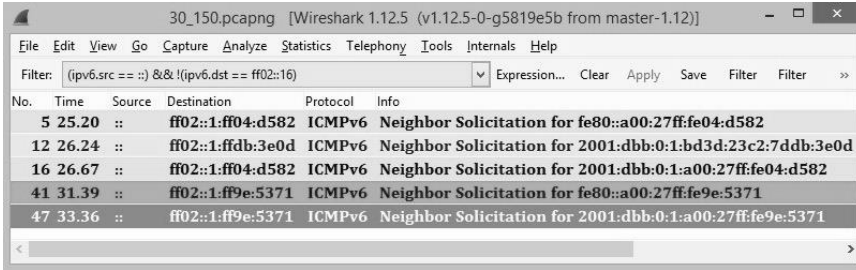 30_150.pcapng [Wireshark 1.12.5 (v1.12.5-0-g5819e5b from master-1.12)]
File Edit View Go Capture Analyze Statistics Telephony Tools Internals Help
Filter: (ipv6.src == ::) && !(ipv6.dst == ff02::16) Expression... Clear Apply Save Filter Filter »
No. Time Source Destination Protocol Info
5 25.20 :: ff02::1:ff04:d582 ICMPv6 Neighbor Solicitation for fe80::a00:27ff:fe04:d582
12 26.24 :: ff02::1:ffdb:3e0d ICMPv6 Neighbor Solicitation for 2001:dbb:0:1:bd3d:23c2:7ddb:3e0d
16 26.67 :: ff02::1:ff04:d582 ICMPv6 Neighbor Solicitation for 2001:dbb:0:1:a00:27ff:fe04:d582
41 31.39 :: ff02::1:ff9e:5371 ICMPv6 Neighbor Solicitation for fe80::a00:27ff:fe9e:5371
47 33.36 :: ff02::1:ff9e:5371 ICMPv6 Neighbor Solicitation for 2001:dbb:0:1:a00:27ff:fe9e:5371